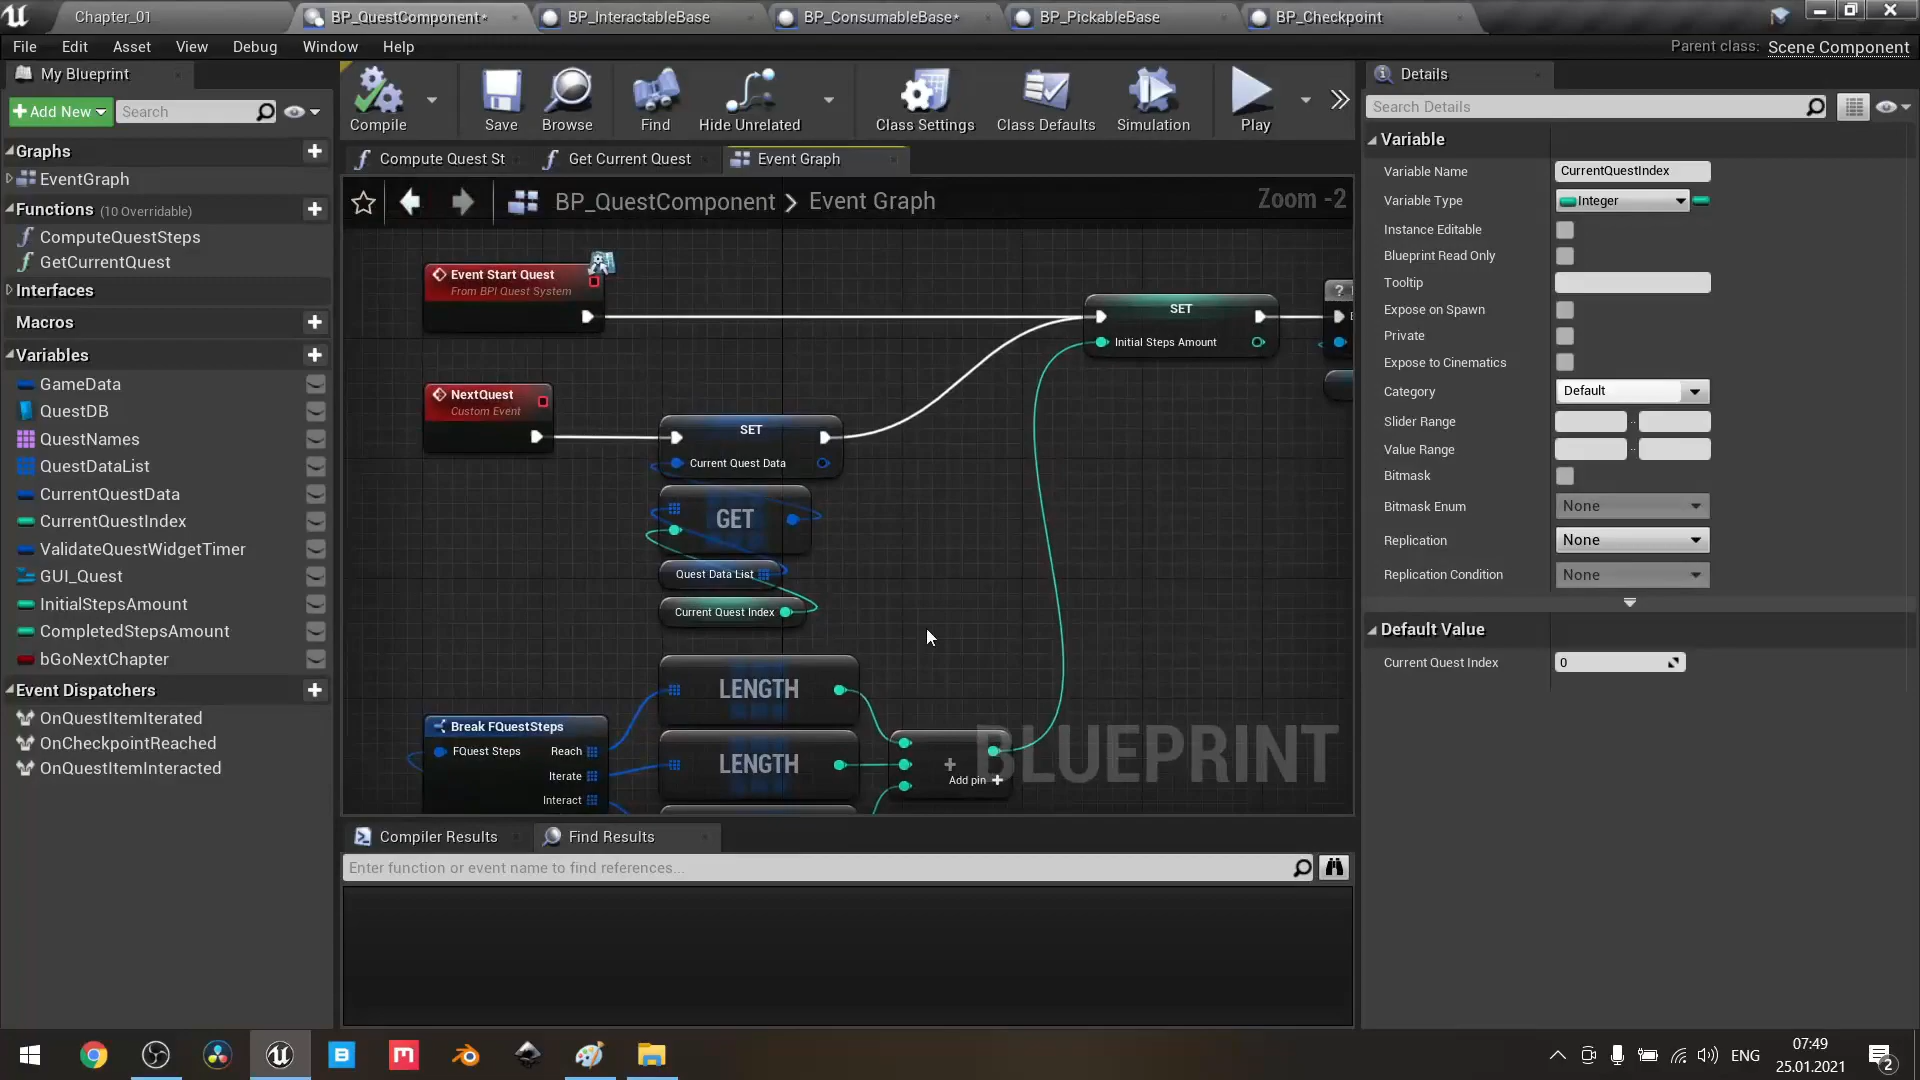 Chapter_01
BP_QuestComponent*
BP_InteractableBase
BP_ConsumableBase*
BP_PickableBase
BP_Checkpoint
File
Edit
Asset
View
Debug
Window
Help
Parent class: Scene Component
My Blueprint
Add New
Search
Graphs
EventGraph
Functions (10 Overridable)
ComputeQuestSteps
GetCurrentQuest
Interfaces
Macros
Variables
GameData
QuestDB
QuestNames
QuestDataList
CurrentQuestData
CurrentQuestIndex
ValidateQuestWidgetTimer
GUI_Quest
InitialStepsAmount
CompletedStepsAmount
bGoNextChapter
Event Dispatchers
OnQuestItemIterated
OnCheckpointReached
OnQuestItemInteracted
Compile
Save
Browse
Find
Hide Unrelated
Class Settings
Class Defaults
Simulation
Play
Compute Quest St
Get Current Quest
Event Graph
BP_QuestComponent > Event Graph
Zoom -2
Event Start Quest
From BPI Quest System
SET
Initial Steps Amount
NextQuest
Custom Event
SET
Current Quest Data
GET
Quest Data List
Current Quest Index
LENGTH
Break FQuestSteps
FQuest Steps
Reach
Iterate
Interact
LENGTH
Add pin +
BLUEPRINT
Compiler Results
Find Results
Enter function or event name to find references...
Details
Search Details
Variable
Variable Name
CurrentQuestIndex
Variable Type
Integer
Instance Editable
Blueprint Read Only
Tooltip
Expose on Spawn
Private
Expose to Cinematics
Category
Default
Slider Range
Value Range
Bitmask
Bitmask Enum
None
Replication
None
Replication Condition
None
Default Value
Current Quest Index
0
ENG
07:49
25.01.2021
2